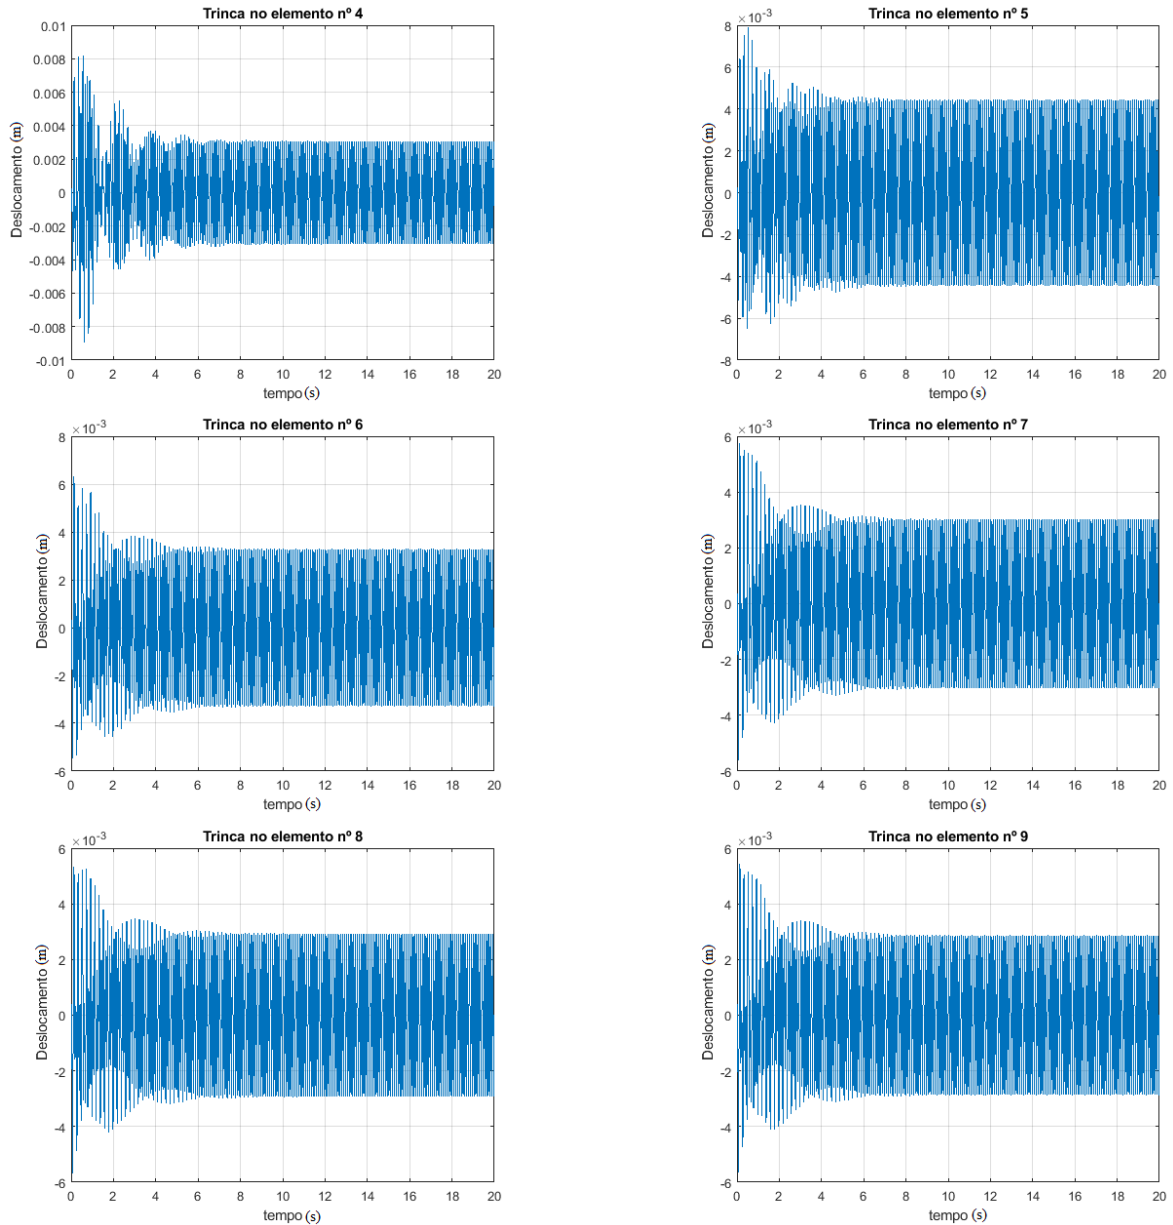 Trinca no elemento nº 4
0.01
0.008
0.006
0.004
0.002
0
-0.002
-0.004
-0.006
-0.008
-0.01
Deslocamento (m)
0 2 4 6 8 10 12 14 16 18 20
tempo (s)
Trinca no elemento nº 5
×10-3
8
6
4
2
0
-2
-4
-6
-8
Deslocamento (m)
0 2 4 6 8 10 12 14 16 18 20
tempo (s)
Trinca no elemento nº 6
×10-3
8
6
4
2
0
-2
-4
-6
Deslocamento (m)
0 2 4 6 8 10 12 14 16 18 20
tempo (s)
Trinca no elemento nº 7
×10-3
6
4
2
0
-2
-4
-6
Deslocamento (m)
0 2 4 6 8 10 12 14 16 18 20
tempo (s)
Trinca no elemento nº 8
×10-3
6
4
2
0
-2
-4
-6
Deslocamento (m)
0 2 4 6 8 10 12 14 16 18 20
tempo (s)
Trinca no elemento nº 9
×10-3
6
4
2
0
-2
-4
-6
Deslocamento (m)
0 2 4 6 8 10 12 14 16 18 20
tempo (s)